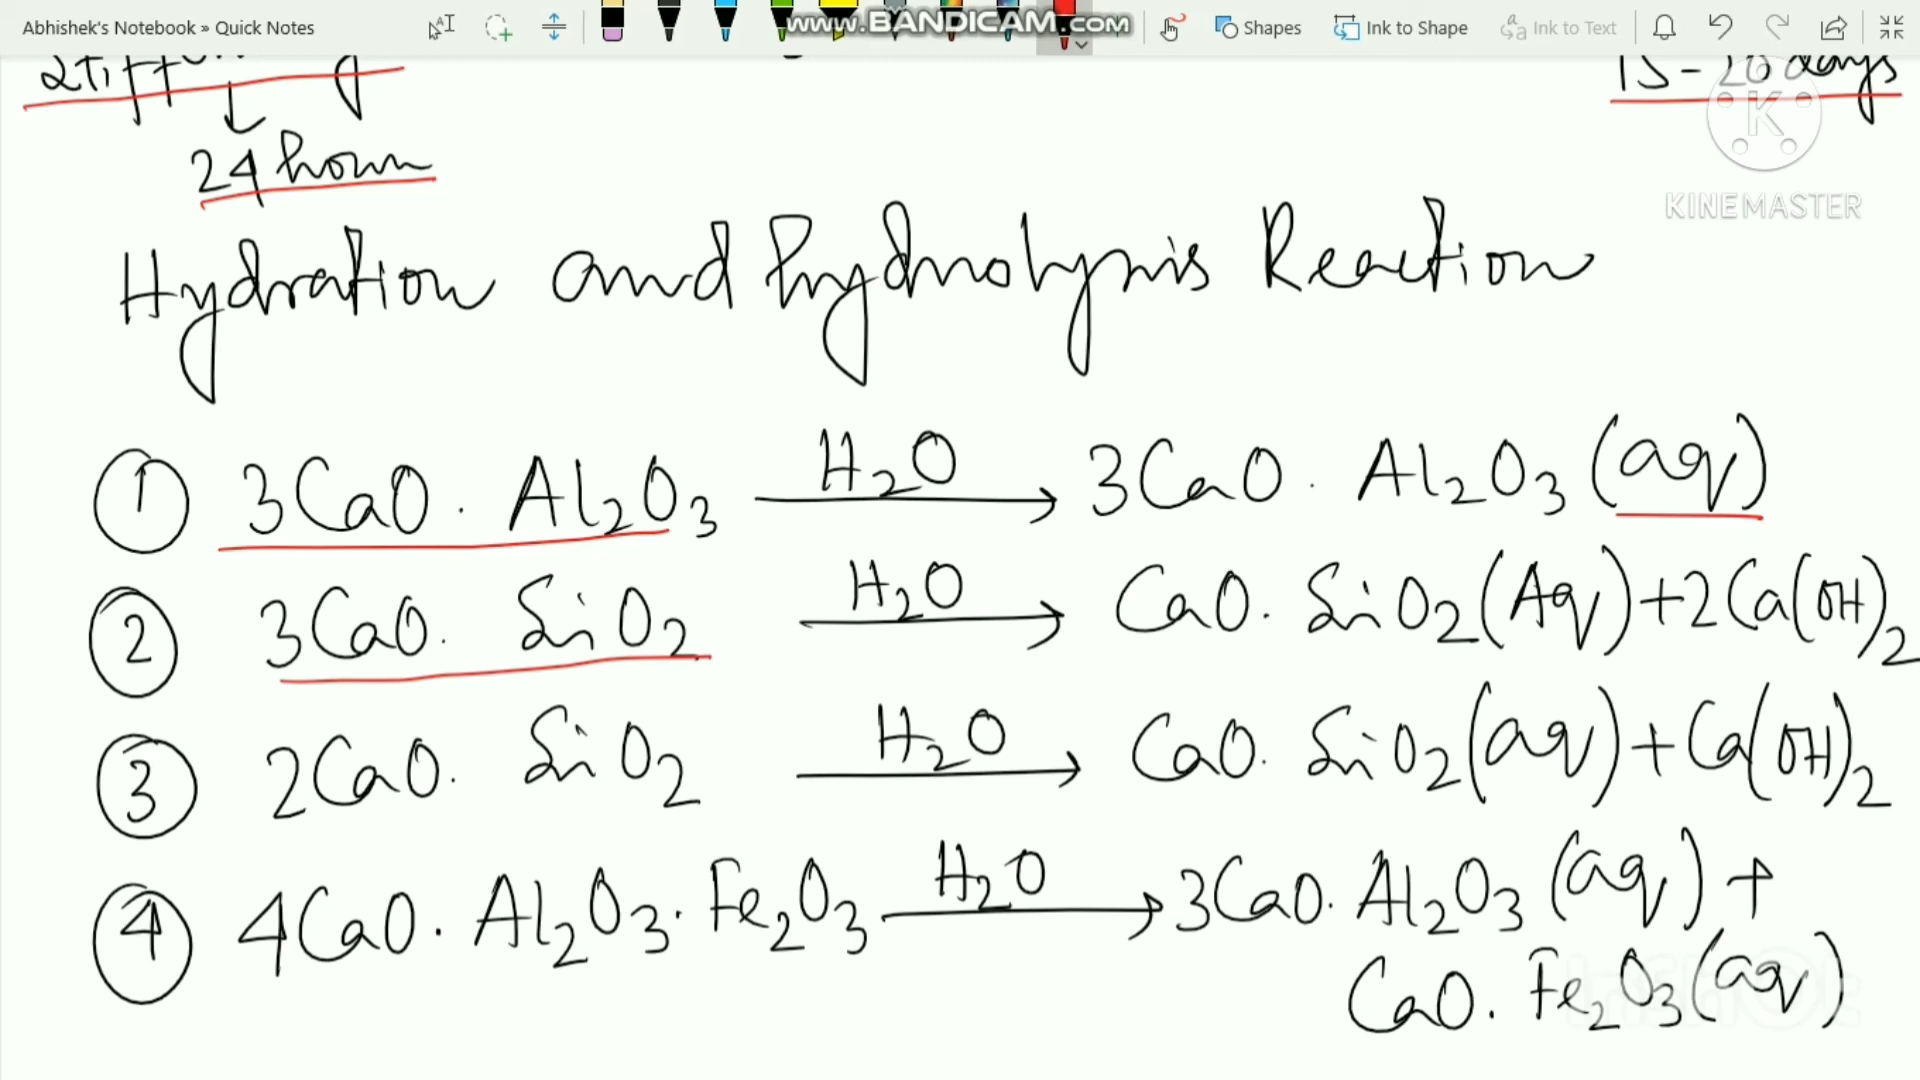 Abhishek's Notebook » Quick Notes
www.BANDICAM.com
Shapes
Ink to Shape
Ink to Text
15-28 days
24 hour
KINEMASTER
Hydration and hydrolysis Reaction
① 3CaO. Al₂O₃ H₂O → 3CaO. Al₂O₃ (aq)
② 3CaO. SiO₂ H₂O → CaO. SiO₂ (Aq) + 2Ca(OH)₂
③ 2CaO. SiO₂ H₂O → CaO. SiO₂ (aq) + Ca(OH)₂
④ 4CaO. Al₂O₃. Fe₂O₃ H₂O → 3CaO. Al₂O₃ (aq) +
CaO. Fe₂O₃ (aq)